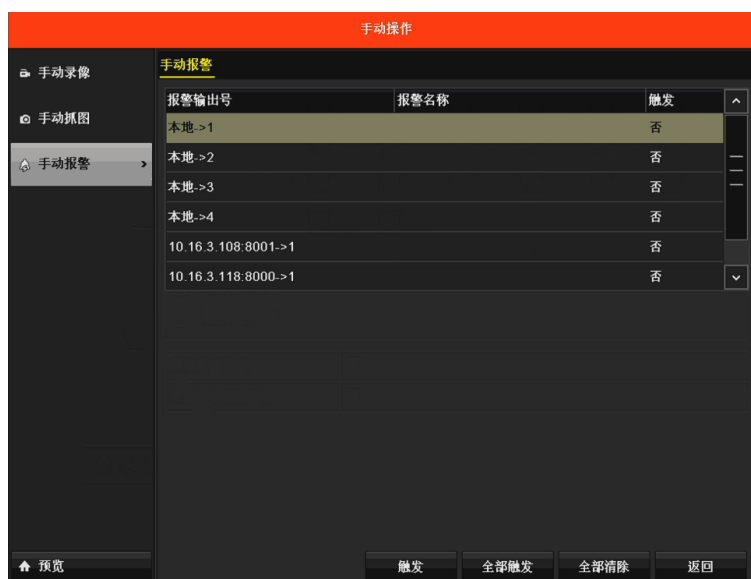 手动操作
手动录像
手动抓图
手动报警
手动报警
报警输出号 报警名称 触发
本地->1 否
本地->2 否
本地->3 否
本地->4 否
10.16.3.108:8001->1 否
10.16.3.118:8000->1 否
预览 触发 全部触发 全部清除 返回